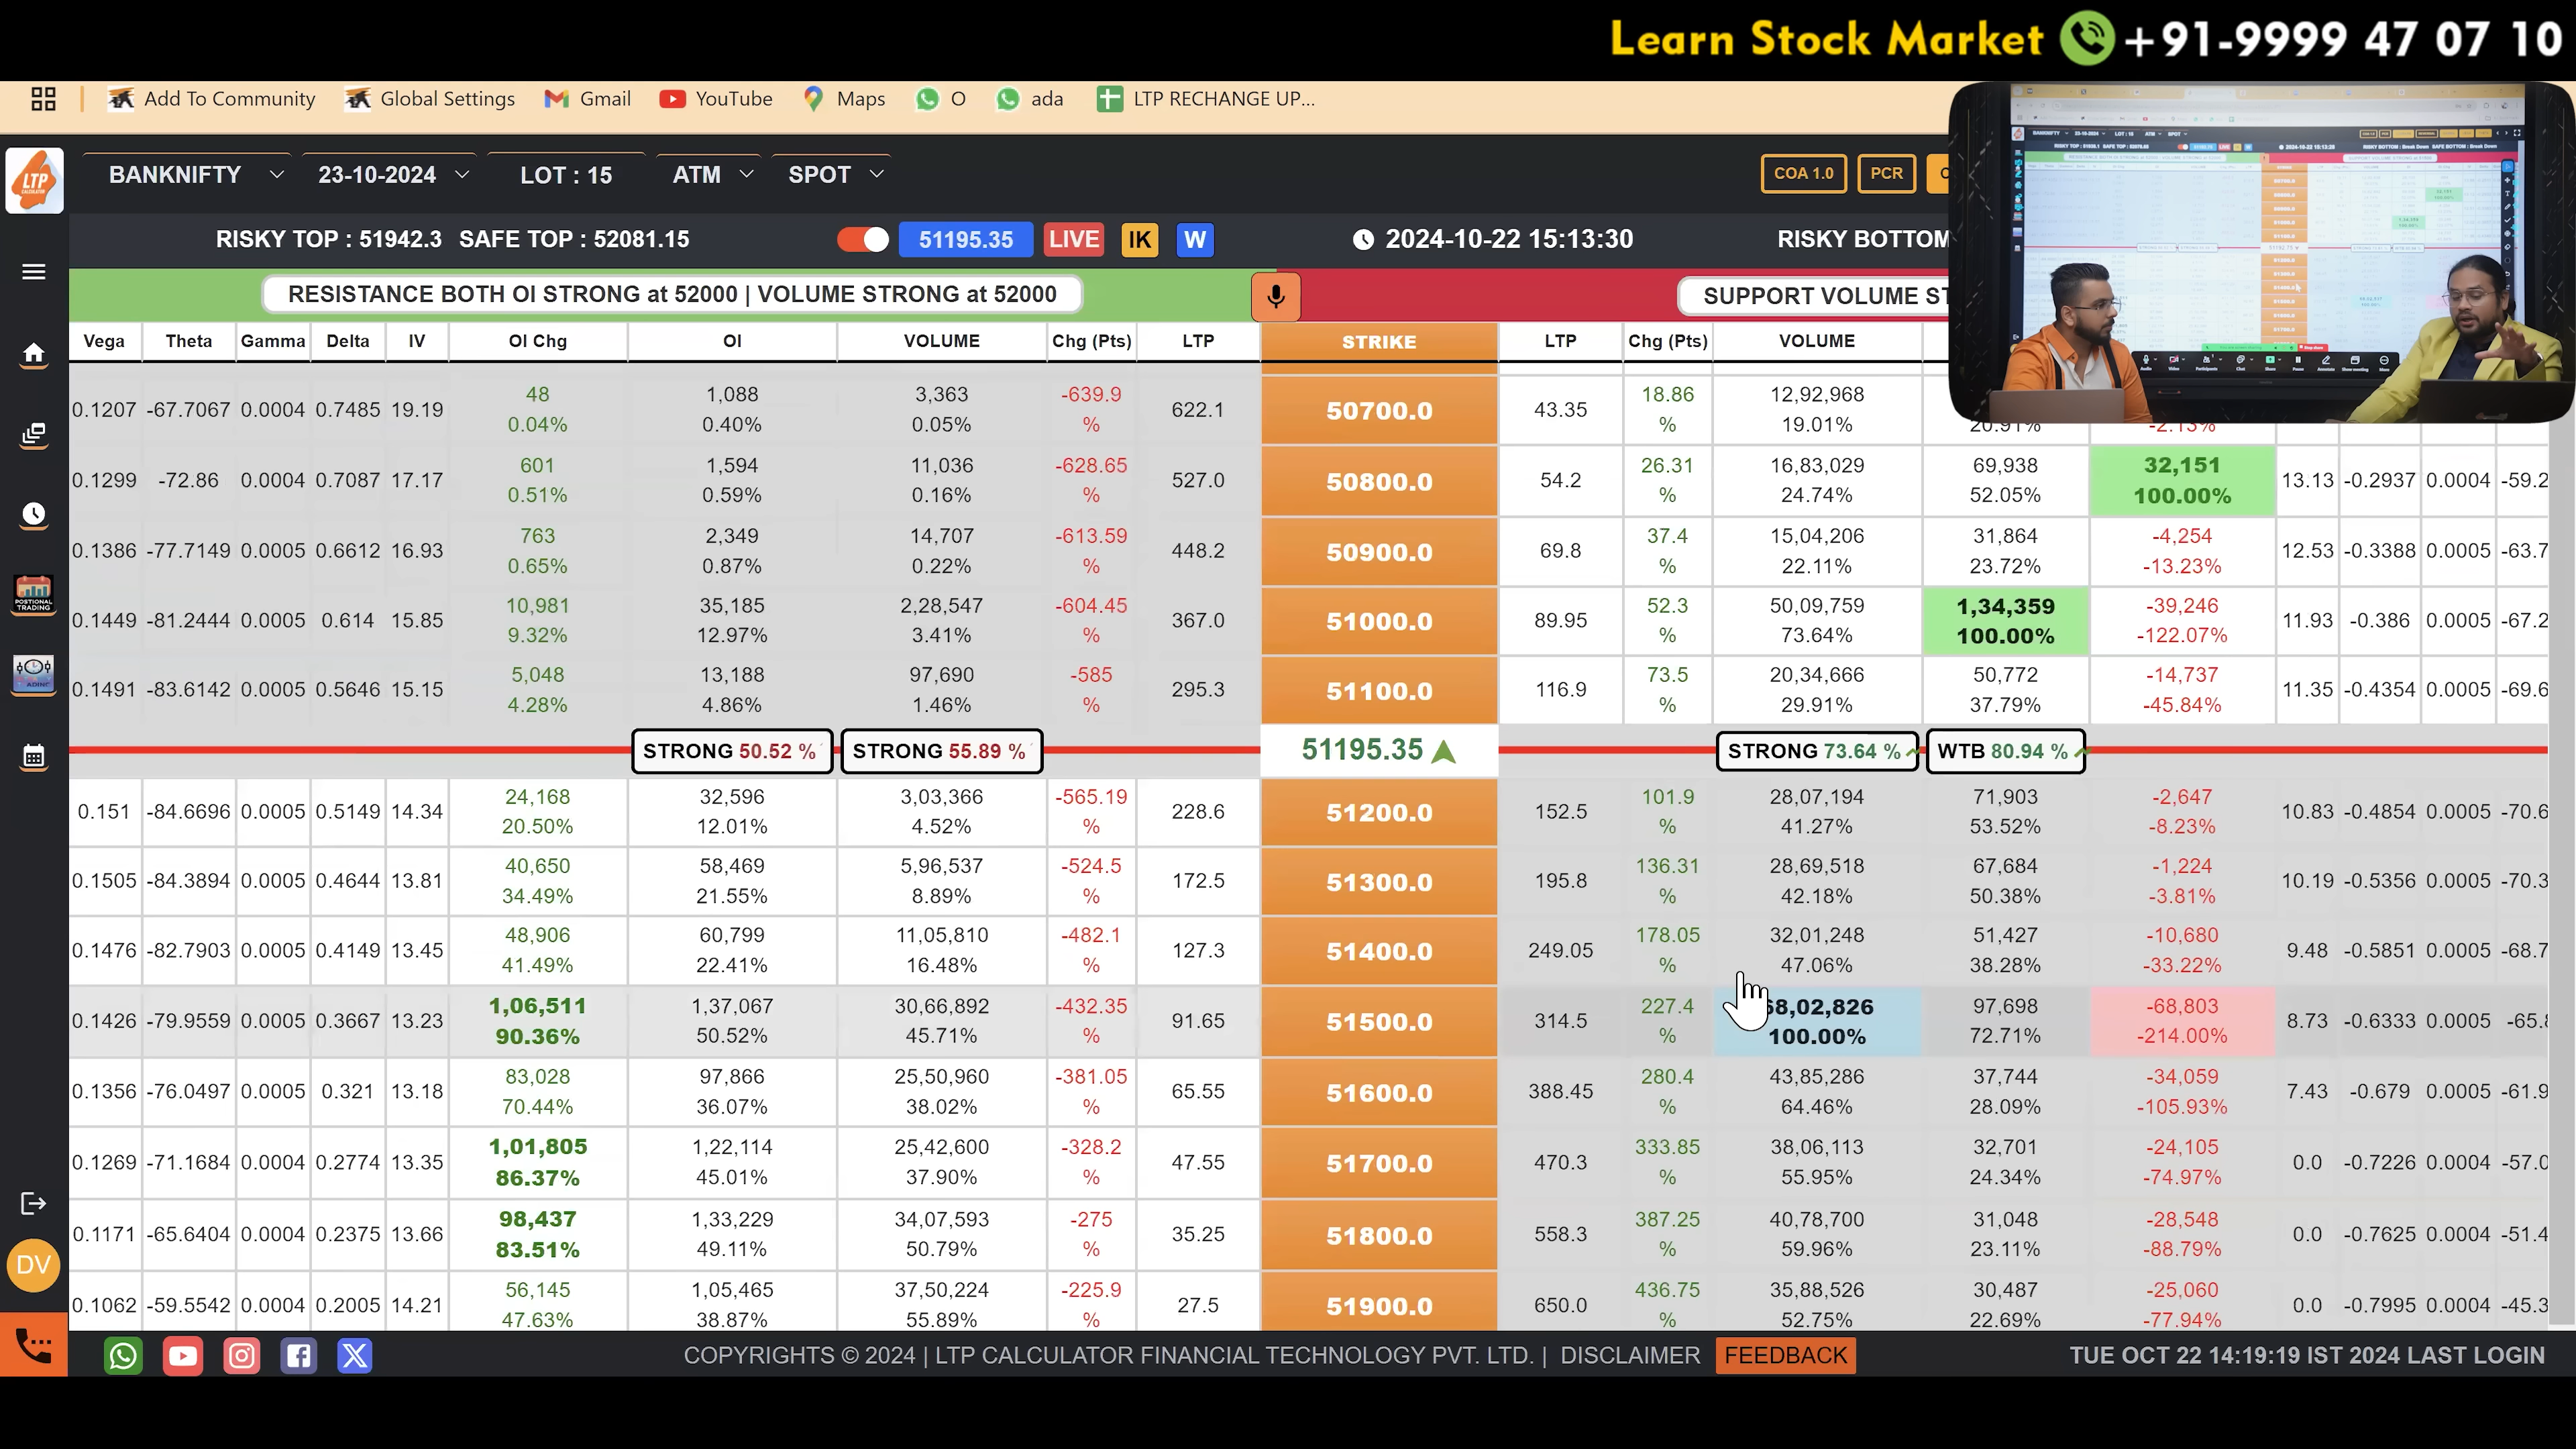 Learn Stock Market +91-9999 47 07 10
Add To Community Global Settings Gmail YouTube Maps O ada LTP RECHANGE UP...
LTP CALCULATOR BANKNIFTY 23-10-2024 LOT : 15 ATM SPOT COA 1.0 PCR
RISKY TOP : 51942.3 SAFE TOP : 52081.15 51195.35 LIVE IK W 2024-10-22 15:13:30 RISKY BOTTOM
RESISTANCE BOTH OI STRONG at 52000 | VOLUME STRONG at 52000 SUPPORT VOLUME ST
Vega Theta Gamma Delta IV OI Chg OI VOLUME Chg (Pts) LTP STRIKE LTP Chg (Pts) VOLUME
48 1,088 3,363 -639.9 18.86 12,92,968
0.1207 -67.7067 0.0004 0.7485 19.19 622.1 50700.0 43.35
0.04% 0.40% 0.05% % % 19.01% 20.91% -2.13%
601 1,594 11,036 -628.65 26.31 16,83,029 69,938 32,151
0.1299 -72.86 0.0004 0.7087 17.17 527.0 50800.0 54.2 13.13 -0.2937 0.0004 -59.2
0.51% 0.59% 0.16% % % 24.74% 52.05% 100.00%
763 2,349 14,707 -613.59 37.4 15,04,206 31,864 -4,254
0.1386 -77.7149 0.0005 0.6612 16.93 448.2 50900.0 69.8 12.53 -0.3388 0.0005 -63.7
0.65% 0.87% 0.22% % % 22.11% 23.72% -13.23%
10,981 35,185 2,28,547 -604.45 52.3 50,09,759 1,34,359 -39,246
0.1449 -81.2444 0.0005 0.614 15.85 367.0 51000.0 89.95 11.93 -0.386 0.0004 -67.2
9.32% 12.97% 3.41% % % 73.64% 100.00% -122.07%
5,048 13,188 97,690 -585 73.5 20,34,666 50,772 -14,737
0.1491 -83.6142 0.0005 0.5646 15.15 295.3 51100.0 116.9 11.35 -0.4354 0.0005 -69.6
4.28% 4.86% 1.46% % % 29.91% 37.79% -45.84%
STRONG 50.52 % STRONG 55.89 % 51195.35 STRONG 73.64 % WTB 80.94 %
24,168 32,596 3,03,366 -565.19 101.9 28,07,194 71,903 -2,647
0.151 -84.6696 0.0005 0.5149 14.34 228.6 51200.0 152.5 10.83 -0.4854 0.0005 -70.6
20.50% 12.01% 4.52% % % 41.27% 53.52% -8.23%
40,650 58,469 5,96,537 -524.5 136.31 28,69,518 67,684 -1,224
0.1505 -84.3894 0.0005 0.4644 13.81 172.5 51300.0 195.8 10.19 -0.5356 0.0005 -70.3
34.49% 21.55% 8.89% % % 42.18% 50.38% -3.81%
48,906 60,799 11,05,810 -482.1 178.05 32,01,248 51,427 -10,680
0.1476 -82.7903 0.0005 0.4149 13.45 127.3 51400.0 249.05 9.48 -0.5851 0.0005 -68.7
41.49% 22.41% 16.48% % % 47.06% 38.28% -33.22%
1,06,511 1,37,067 30,66,892 -432.35 227.4 68,02,826 97,698 -68,803
0.1426 -79.9559 0.0005 0.3667 13.23 91.65 51500.0 314.5 8.73 -0.6333 0.0005 -65.8
90.36% 50.52% 45.71% % % 100.00% 72.71% -214.00%
83,028 97,866 25,50,960 -381.05 280.4 43,85,286 37,744 -34,059
0.1356 -76.0497 0.0005 0.321 13.18 65.55 51600.0 388.45 7.43 -0.679 0.0005 -61.9
70.44% 36.07% 38.02% % % 64.46% 28.09% -105.93%
1,01,805 1,22,114 25,42,600 -328.2 333.85 38,06,113 32,701 -24,105
0.1269 -71.1684 0.0004 0.2774 13.35 47.55 51700.0 470.3 0.0 -0.7226 0.0004 -57.0
86.37% 45.01% 37.90% % % 55.95% 24.34% -74.97%
98,437 1,33,229 34,07,593 -275 387.25 40,78,700 31,048 -28,548
0.1171 -65.6404 0.0004 0.2375 13.66 35.25 51800.0 558.3 0.0 -0.7625 0.0004 -51.4
83.51% 49.11% 50.79% % % 59.96% 23.11% -88.79%
56,145 1,05,465 37,50,224 -225.9 436.75 35,88,526 30,487 -25,060
0.1062 -59.5542 0.0004 0.2005 14.21 27.5 51900.0 650.0 0.0 -0.7995 0.0004 -45.3
47.63% 38.87% 55.89% % % 52.75% 22.69% -77.94%
POSTIONAL TRADING
DV
COPYRIGHTS © 2024 | LTP CALCULATOR FINANCIAL TECHNOLOGY PVT. LTD. | DISCLAIMER FEEDBACK TUE OCT 22 14:19:19 IST 2024 LAST LOGIN